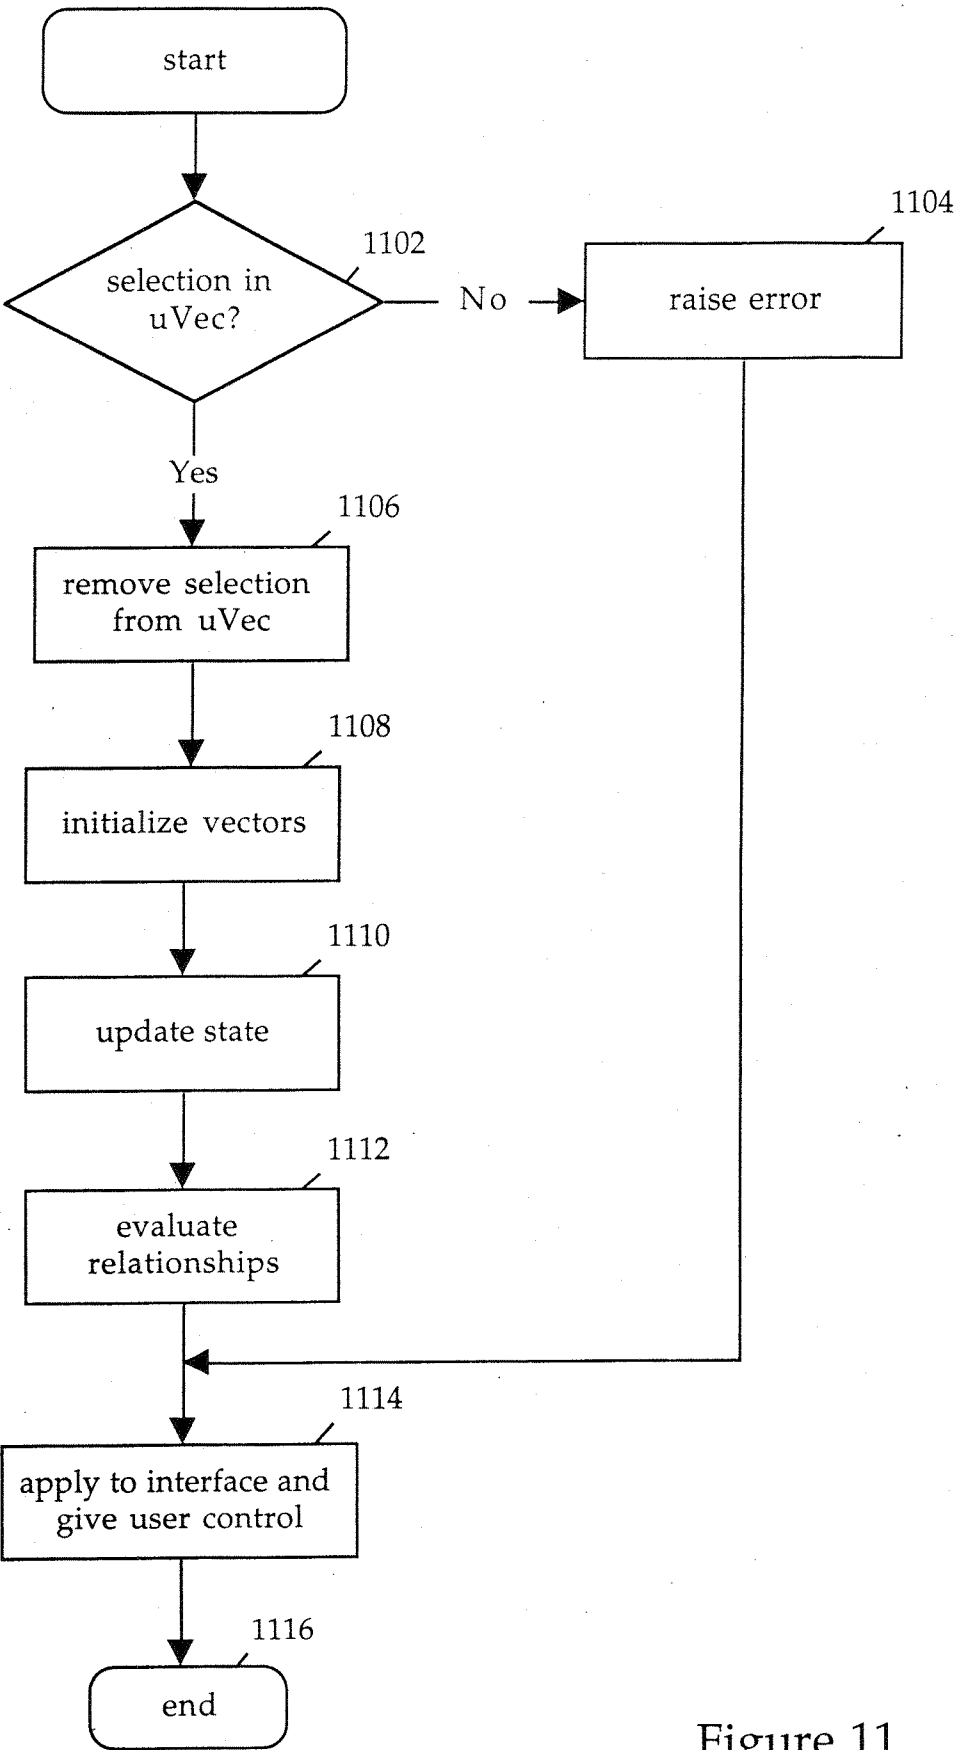 start
1104
1102
selection in
uVec?
No
raise error
Yes
1106
remove selection
from uVec
1108
initialize vectors
1110
update state
1112
evaluate
relationships
1114
apply to interface and
give user control
1116
end
Figure 11